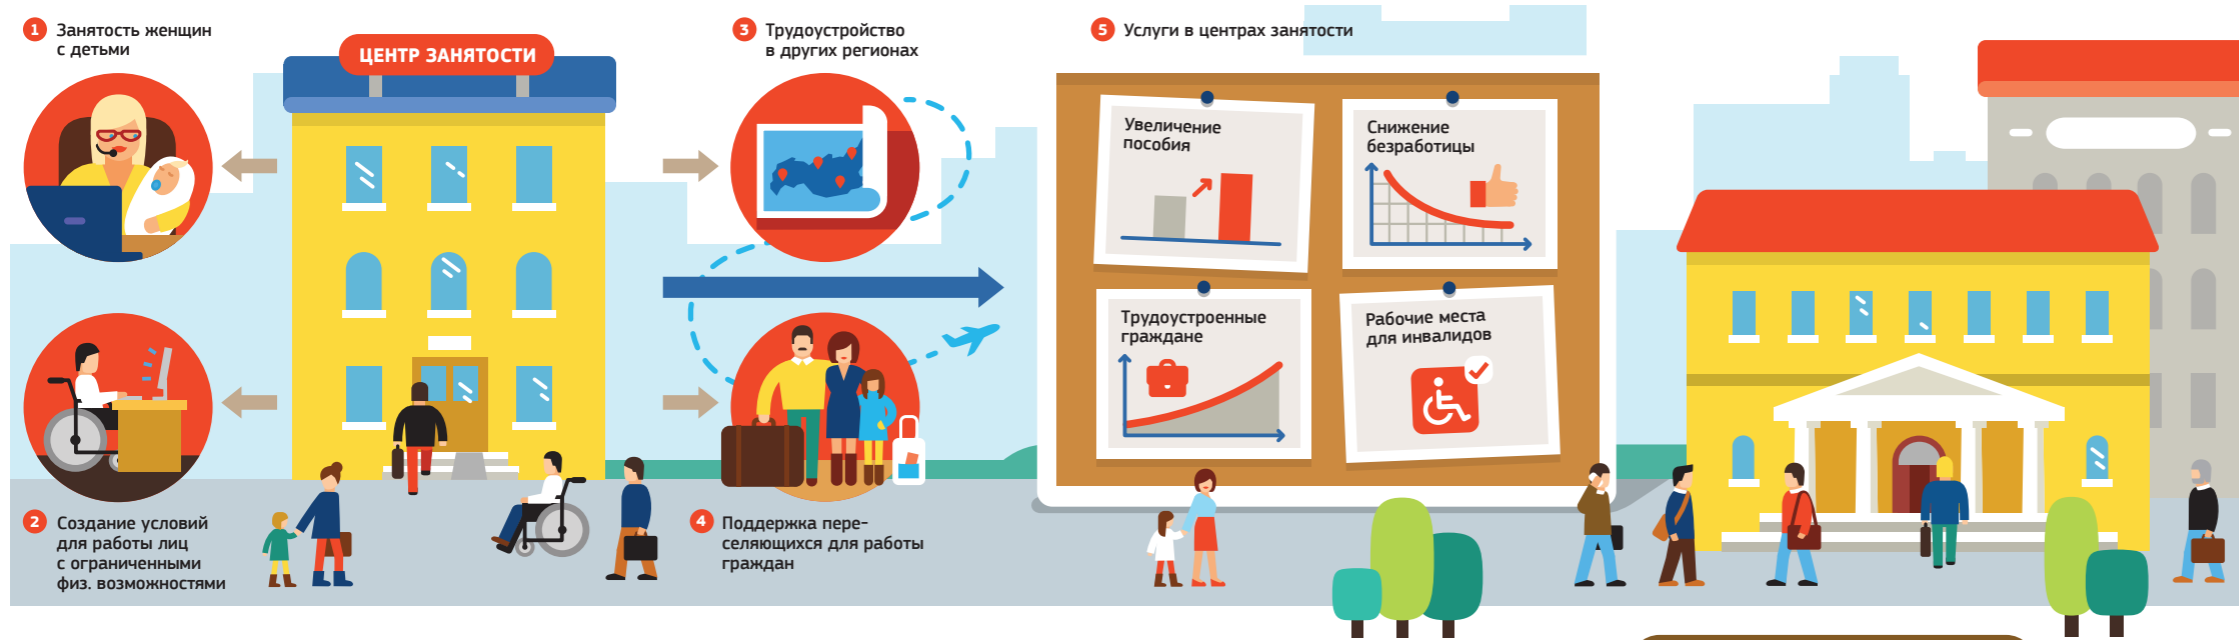 1 Занятость женщин
с детьми
ЦЕНТР ЗАНЯТОСТИ
2 Создание условий
для работы лиц
с ограниченными
физ. возможностями
3 Трудоустройство
в других регионах
4 Поддержка пере-
селяющихся для работы
граждан
5 Услуги в центрах занятости
Увеличение
пособия
Снижение
безработицы
Трудоустроенные
граждане
Рабочие места
для инвалидов